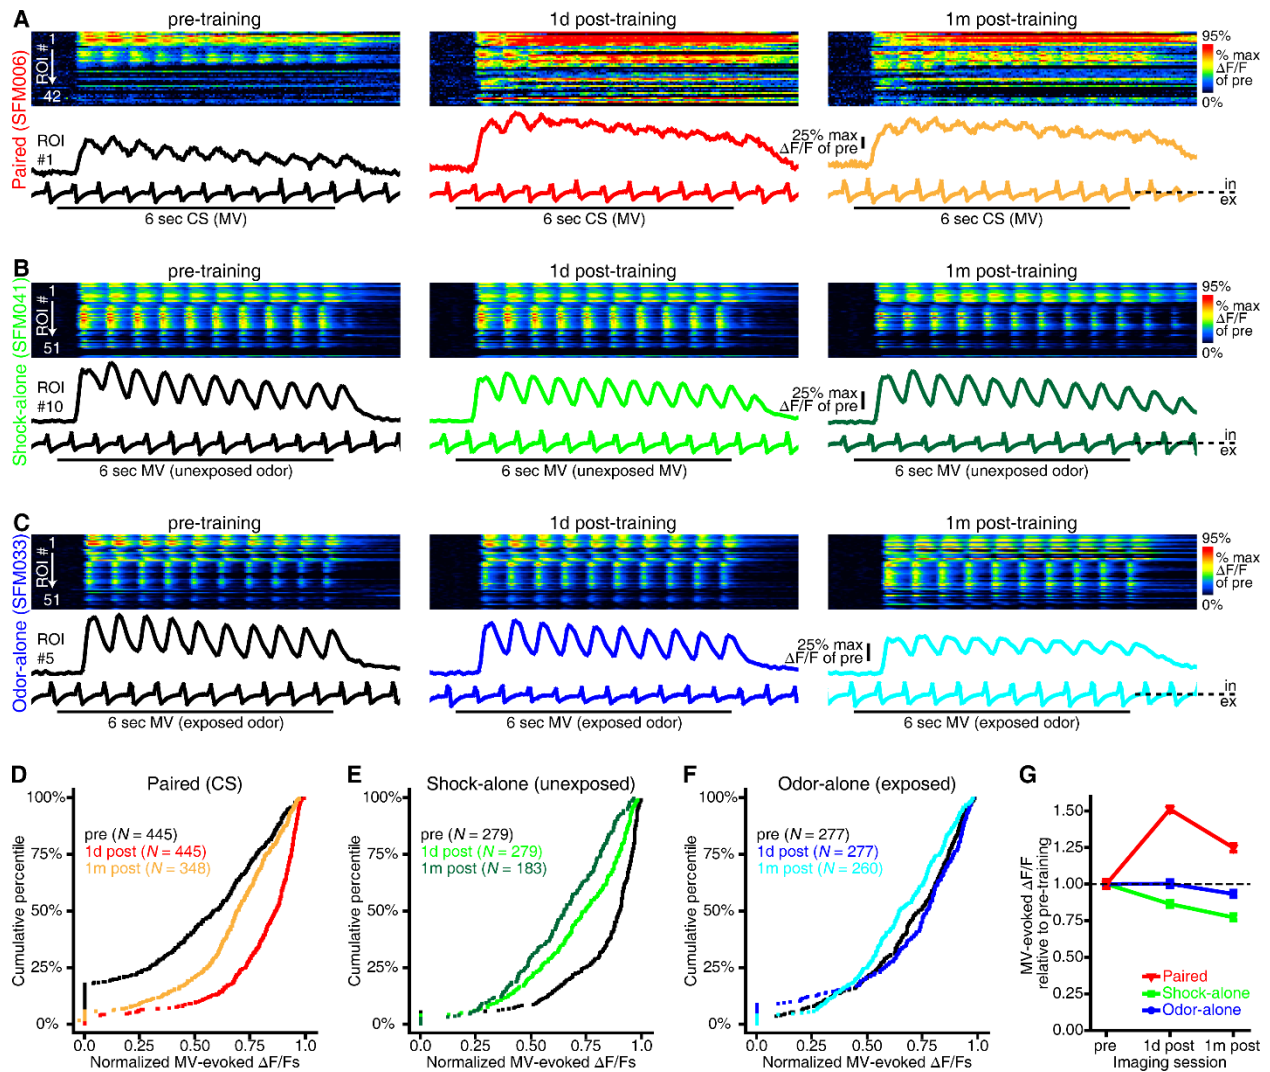 A
pre-training
1d post-training
1m post-training
Paired (SFM006)
ROI #
1
42
95%
% max
ΔF/F
of pre
0%
ROI
#1
25% max
ΔF/F of pre
in
ex
6 sec CS (MV)
6 sec CS (MV)
6 sec CS (MV)
B
pre-training
1d post-training
1m post-training
Shock-alone (SFM041)
ROI #
1
51
95%
% max
ΔF/F
of pre
0%
ROI
#10
25% max
ΔF/F of pre
in
ex
6 sec MV (unexposed odor)
6 sec MV (unexposed MV)
6 sec MV (unexposed odor)
C
pre-training
1d post-training
1m post-training
Odor-alone (SFM033)
ROI #
1
51
95%
% max
ΔF/F
of pre
0%
ROI
#5
25% max
ΔF/F of pre
in
ex
6 sec MV (exposed odor)
6 sec MV (exposed odor)
6 sec MV (exposed odor)
D
Paired (CS)
Cumulative percentile
100%
75%
50%
25%
0%
pre (N = 445)
1d post (N = 445)
1m post (N = 348)
0.0 0.25 0.50 0.75 1.0
Normalized MV-evoked ΔF/Fs
E
Shock-alone (unexposed)
Cumulative percentile
100%
75%
50%
25%
0%
pre (N = 279)
1d post (N = 279)
1m post (N = 183)
0.0 0.25 0.50 0.75 1.0
Normalized MV-evoked ΔF/Fs
F
Odor-alone (exposed)
Cumulative percentile
100%
75%
50%
25%
0%
pre (N = 277)
1d post (N = 277)
1m post (N = 260)
0.0 0.25 0.50 0.75 1.0
Normalized MV-evoked ΔF/Fs
G
MV-evoked ΔF/F
relative to pre-training
1.50
1.25
1.00
0.75
0.50
0.25
0.00
Paired
Shock-alone
Odor-alone
pre 1d post 1m post
Imaging session